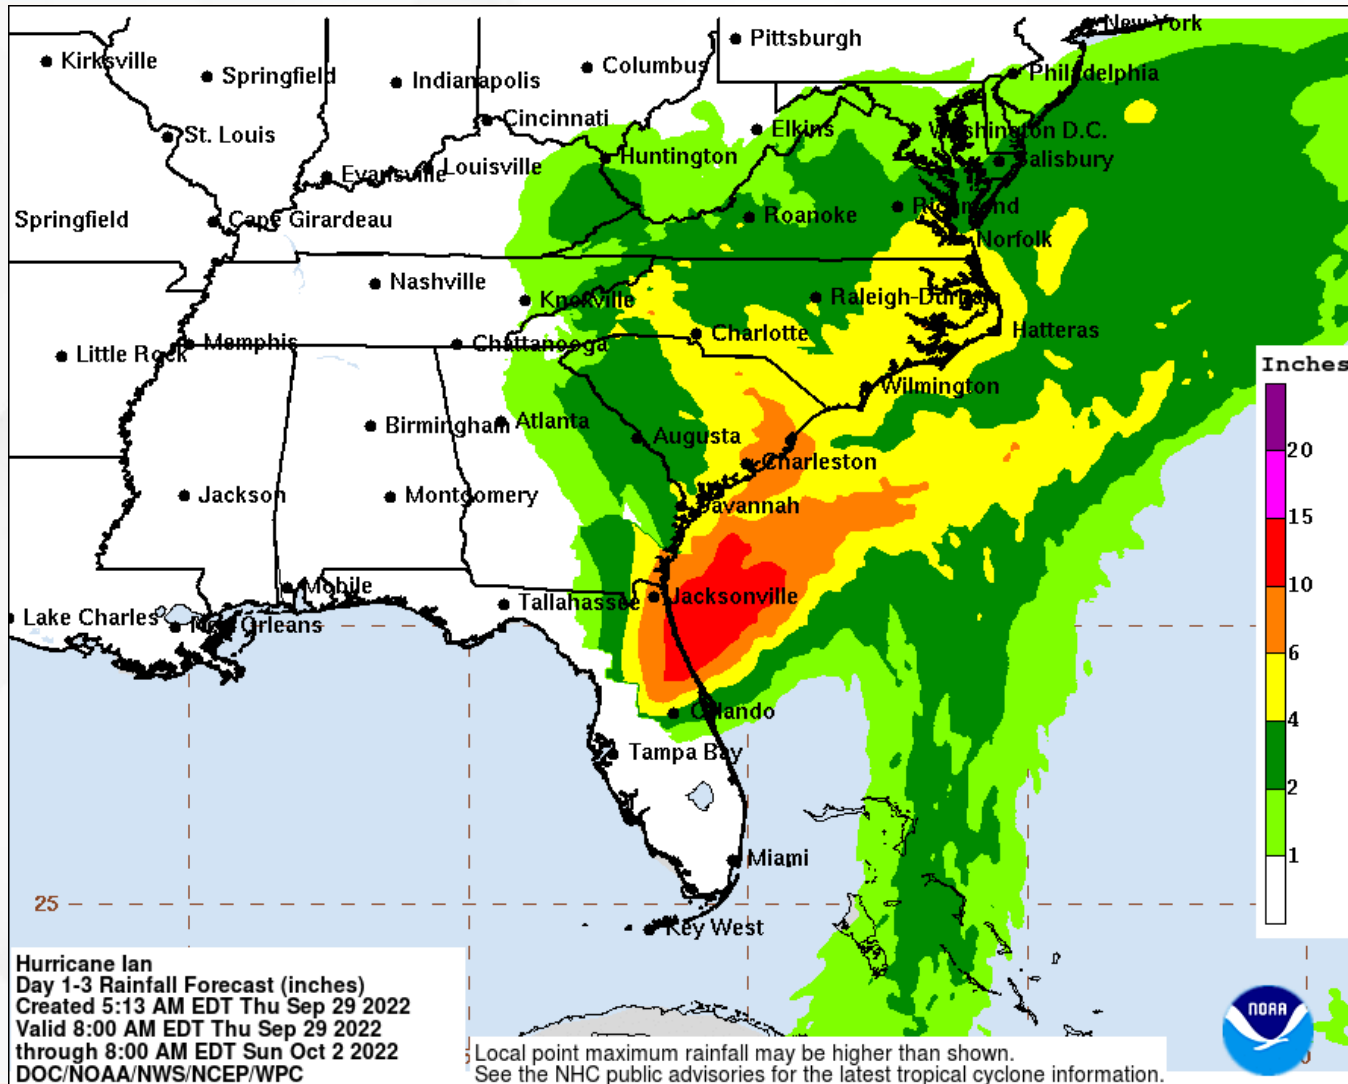 New York
Pittsburgh
Kirksville
Columbus
Philadelphia
Springfield
Indianapolis
Cincinnati
Elkins
Washington D.C.
St. Louis
Huntington
Salisbury
Louisville
Evansville
Richmond
Roanoke
Springfield
Cape Girardeau
Norfolk
Nashville
Knoxville
Raleigh-Durham
Hatteras
Charlotte
Memphis
Chattanooga
Little Rock
Inches
Wilmington
Atlanta
Birmingham
Augusta
20
Charleston
Jackson
Montgomery
Savannah
15
10
Mobile
Jacksonville
Tallahassee
Lake Charles
New Orleans
6
Orlando
4
Tampa Bay
2
1
Miami
25
Key West
Hurricane Ian
Day 1-3 Rainfall Forecast (inches)
Created 5:13 AM EDT Thu Sep 29 2022
Valid 8:00 AM EDT Thu Sep 29 2022
through 8:00 AM EDT Sun Oct 2 2022
DOC/NOAA/NWS/NCEP/WPC
NOAA
Local point maximum rainfall may be higher than shown.
See the NHC public advisories for the latest tropical cyclone information.